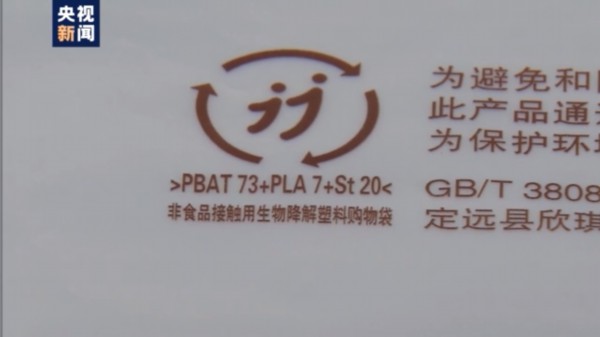 央视
新闻
>PBAT 73+PLA 7+St 20<
非食品接触用生物降解塑料购物袋
为避免和
此产品通
为保护环
GB/T 3808
定远县欣琪